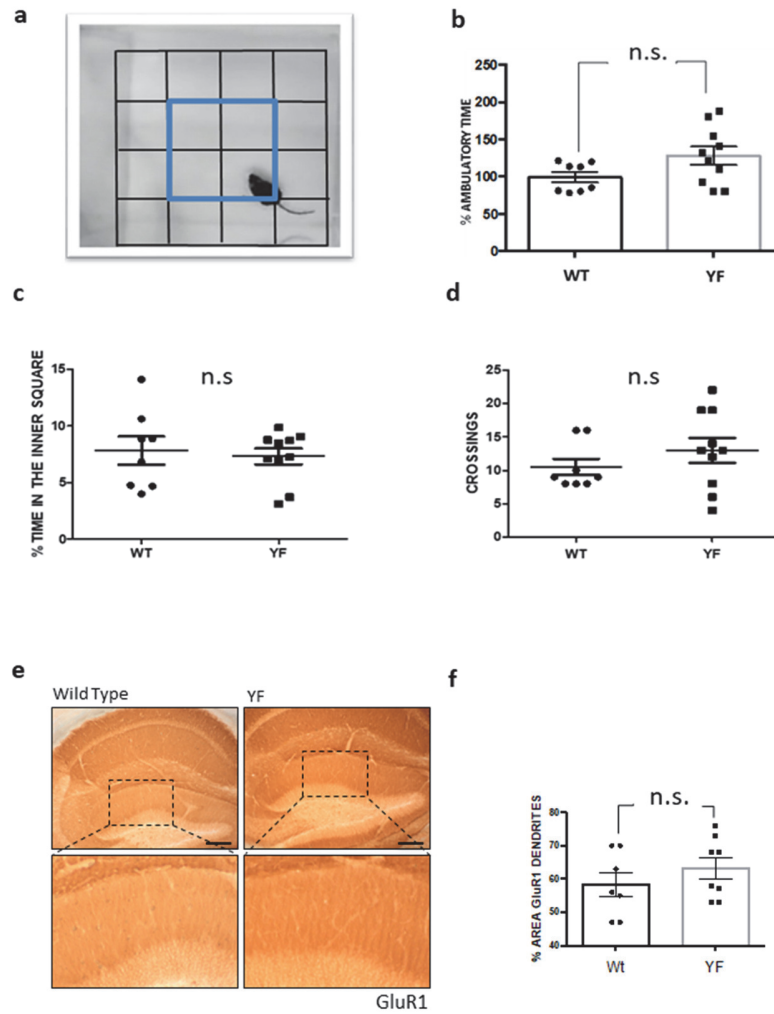 a
b
n.s.
% AMBULATORY TIME
250
200
150
100
50
0
WT YF
c
n.s
% TIME IN THE INNER SQUARE
15
10
5
0
WT YF
d
n.s
CROSSINGS
25
20
15
10
5
0
WT YF
e
Wild Type YF
GluR1
f
n.s.
% AREA GluR1 DENDRITES
80
70
60
50
40
Wt YF